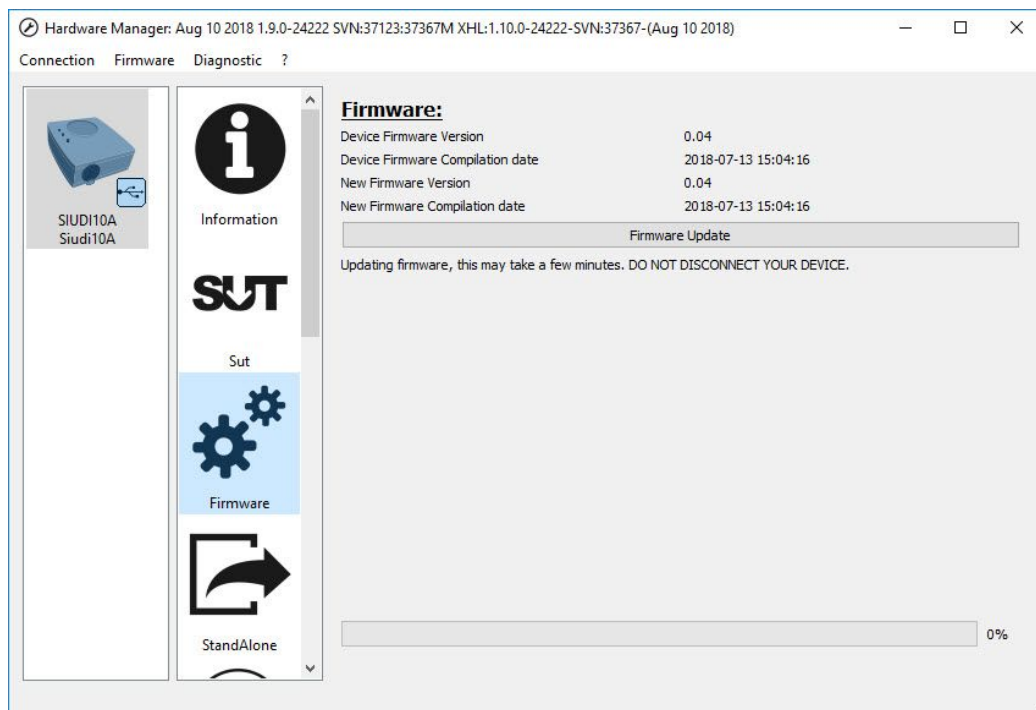 Hardware Manager: Aug 10 2018 1.9.0-24222 SVN:37123:37367M XHL:1.10.0-24222-SVN:37367-(Aug 10 2018)
Connection Firmware Diagnostic ?
SIUDI10A
Siudi10A
Information
SUT
Sut
Firmware
StandAlone
Firmware:
Device Firmware Version 0.04
Device Firmware Compilation date 2018-07-13 15:04:16
New Firmware Version 0.04
New Firmware Compilation date 2018-07-13 15:04:16
Firmware Update
Updating firmware, this may take a few minutes. DO NOT DISCONNECT YOUR DEVICE.
0%